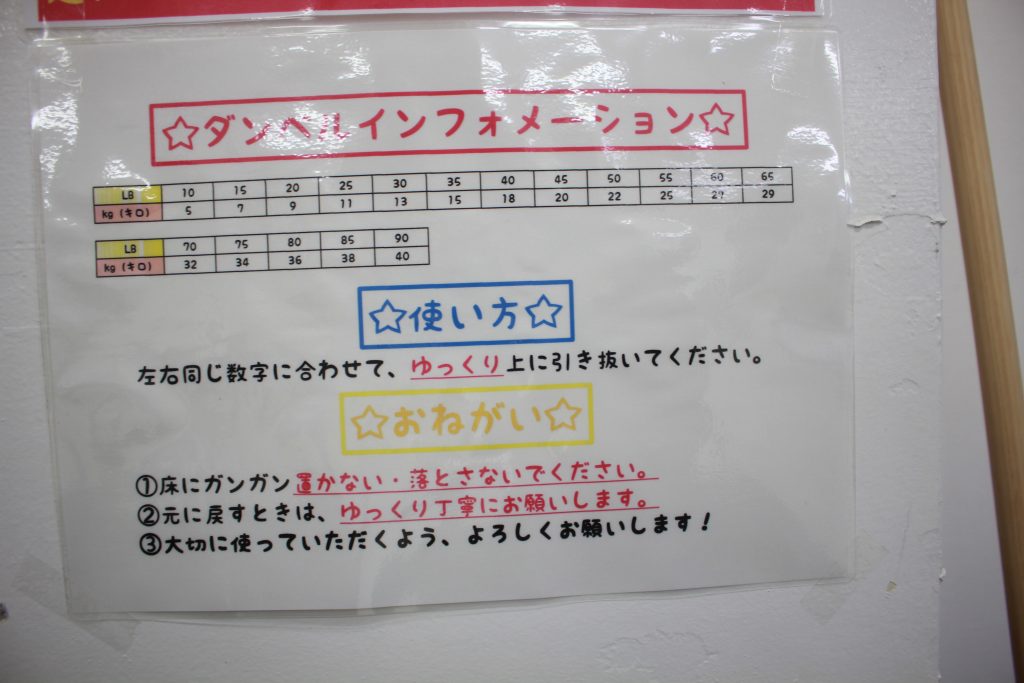 ☆ダンベルインフォメーション☆
LB 10 15 20 25 30 35 40 45 50 55 60 65
kg (キロ) 5 7 9 11 13 15 18 20 22 25 27 29
LB 70 75 80 85 90
kg (キロ) 32 34 36 38 40
☆使い方☆
左右同じ数字に合わせて、ゆっくり上に引き抜いてください。
☆おねがい☆
①床にガンガン置かない・落とさないでください。
②元に戻すときは、ゆっくり丁寧にお願いします。
③大切に使っていただくよう、よろしくお願いします！